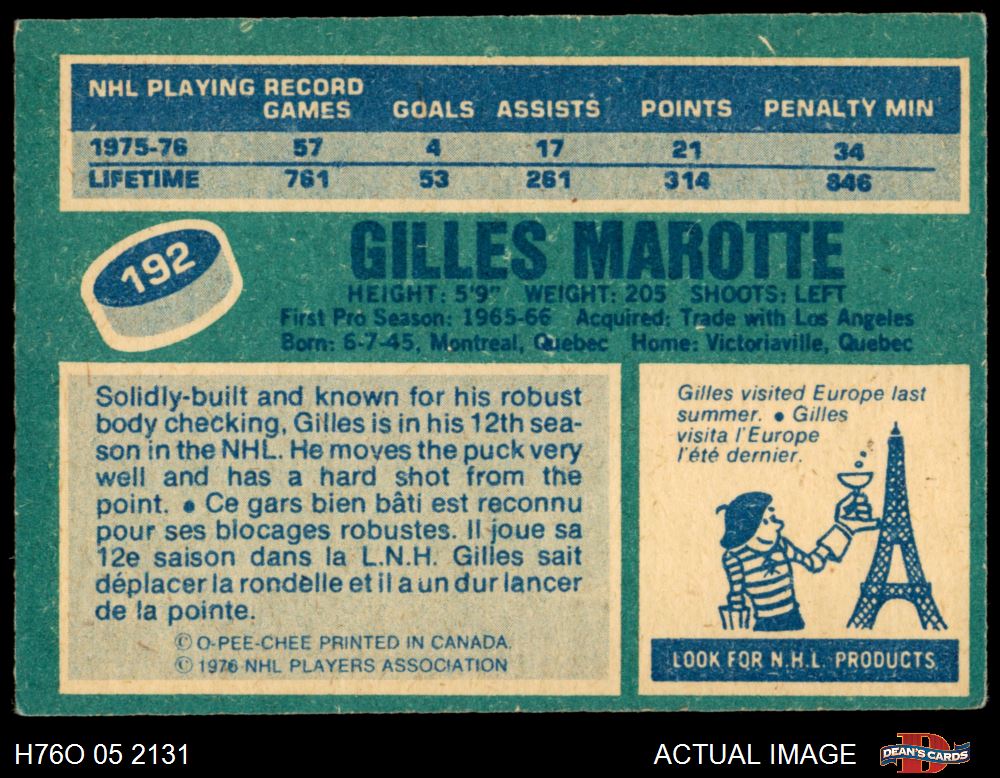 NHL PLAYING RECORD
GAMES GOALS ASSISTS POINTS PENALTY MIN
1975-76 57 4 17 21 34
LIFETIME 761 53 261 314 846
192
GILLES MAROTTE
HEIGHT: 5'9" WEIGHT: 205 SHOOTS: LEFT
First Pro Season: 1965-66 Acquired: Trade with Los Angeles
Born: 6-7-45, Montreal, Quebec Home: Victoriaville, Quebec
Solidly-built and known for his robust
body checking, Gilles is in his 12th sea-
son in the NHL. He moves the puck very
well and has a hard shot from the
point. • Ce gars bien bâti est reconnu
pour ses blocages robustes. Il joue sa
12e saison dans la L.N.H. Gilles sait
déplacer la rondelle et il a un dur lancer
de la pointe.
© O-PEE-CHEE PRINTED IN CANADA.
© 1976 NHL PLAYERS ASSOCIATION
Gilles visited Europe last
summer. • Gilles
visita l'Europe
l'été dernier.
LOOK FOR N.H.L. PRODUCTS
H76O 05 2131
ACTUAL IMAGE
DEAN'S CARDS